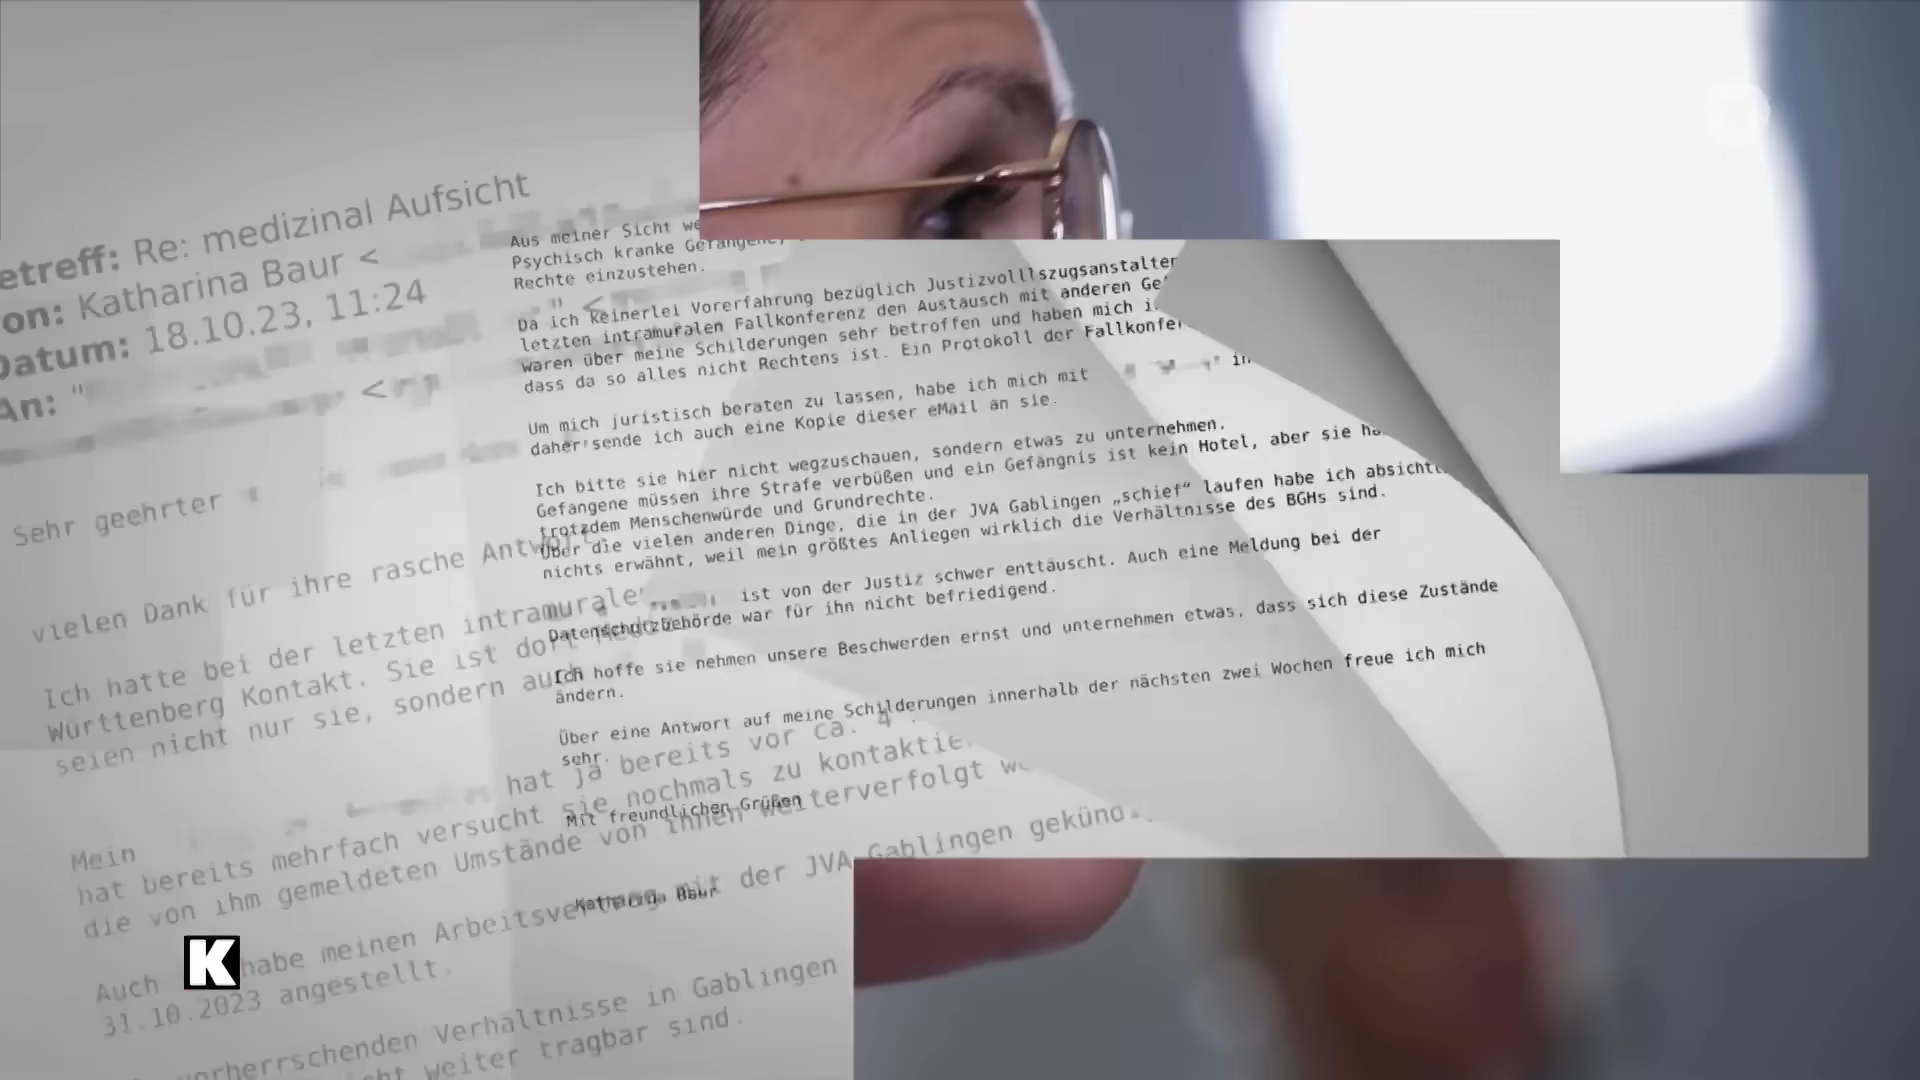 etreff: Re: medizinal Aufsicht
on: Katharina Baur <
Datum: 18.10.23, 11:24
An: "
Sehr geehrter
vielen Dank für ihre rasche Antwort
Ich hatte bei der letzten intramurale
Württenberg Kontakt. Sie ist dort
seien nicht nur sie, sondern auch
Mein hat ja bereits vor ca. 4
hat bereits mehrfach versucht sie nochmals zu kontaktie
die von ihm gemeldeten Umstände von ihnen weiterverfolgt
Auch habe meinen Arbeitsvertrag mit der JVA Gablingen gekünd
31.10.2023 angestellt.
vorherrschenden Verhältnisse in Gablingen
weiter tragbar sind.
Aus meiner Sicht
Psychisch kranke Gefangene,
Rechte einzustehen.
Da ich keinerlei Vorerfahrung bezüglich Justizvolllszugsanstalten
letzten intramuralen Fallkonferenz den Austausch mit anderen Ge
waren über meine Schilderungen sehr betroffen und haben mich i
dass da so alles nicht Rechtens ist. Ein Protokoll der Fallkonfe
Um mich juristisch beraten zu lassen, habe ich mich mit in
daher sende ich auch eine Kopie dieser eMail an sie.
Ich bitte sie hier nicht wegzuschauen, sondern etwas zu unternehmen.
Gefangene müssen ihre Strafe verbüßen und ein Gefängnis ist kein Hotel, aber sie ha
trotzdem Menschenwürde und Grundrechte.
Über die vielen anderen Dinge, die in der JVA Gablingen „schief“ laufen habe ich absicht
nichts erwähnt, weil mein größtes Anliegen wirklich die Verhältnisse des BGHs sind.
ist von der Justiz schwer enttäuscht. Auch eine Meldung bei der
Datenschutzbehörde war für ihn nicht befriedigend.
Ich hoffe sie nehmen unsere Beschwerden ernst und unternehmen etwas, dass sich diese Zustände
ändern.
Über eine Antwort auf meine Schilderungen innerhalb der nächsten zwei Wochen freue ich mich
sehr.
Mit freundlichen Grüßen
Katharina Baur
K